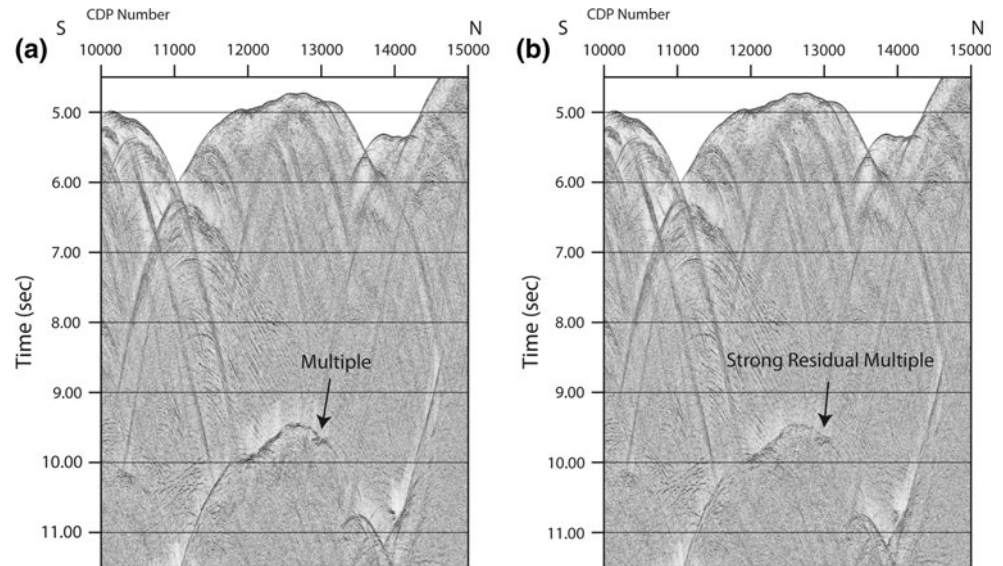 CDP Number
S N
(a) 10000 11000 12000 13000 14000 15000
5.00
6.00
7.00
8.00
9.00
10.00
11.00
Time (sec)
Multiple
CDP Number
S N
(b) 10000 11000 12000 13000 14000 15000
5.00
6.00
7.00
8.00
9.00
10.00
11.00
Time (sec)
Strong Residual Multiple